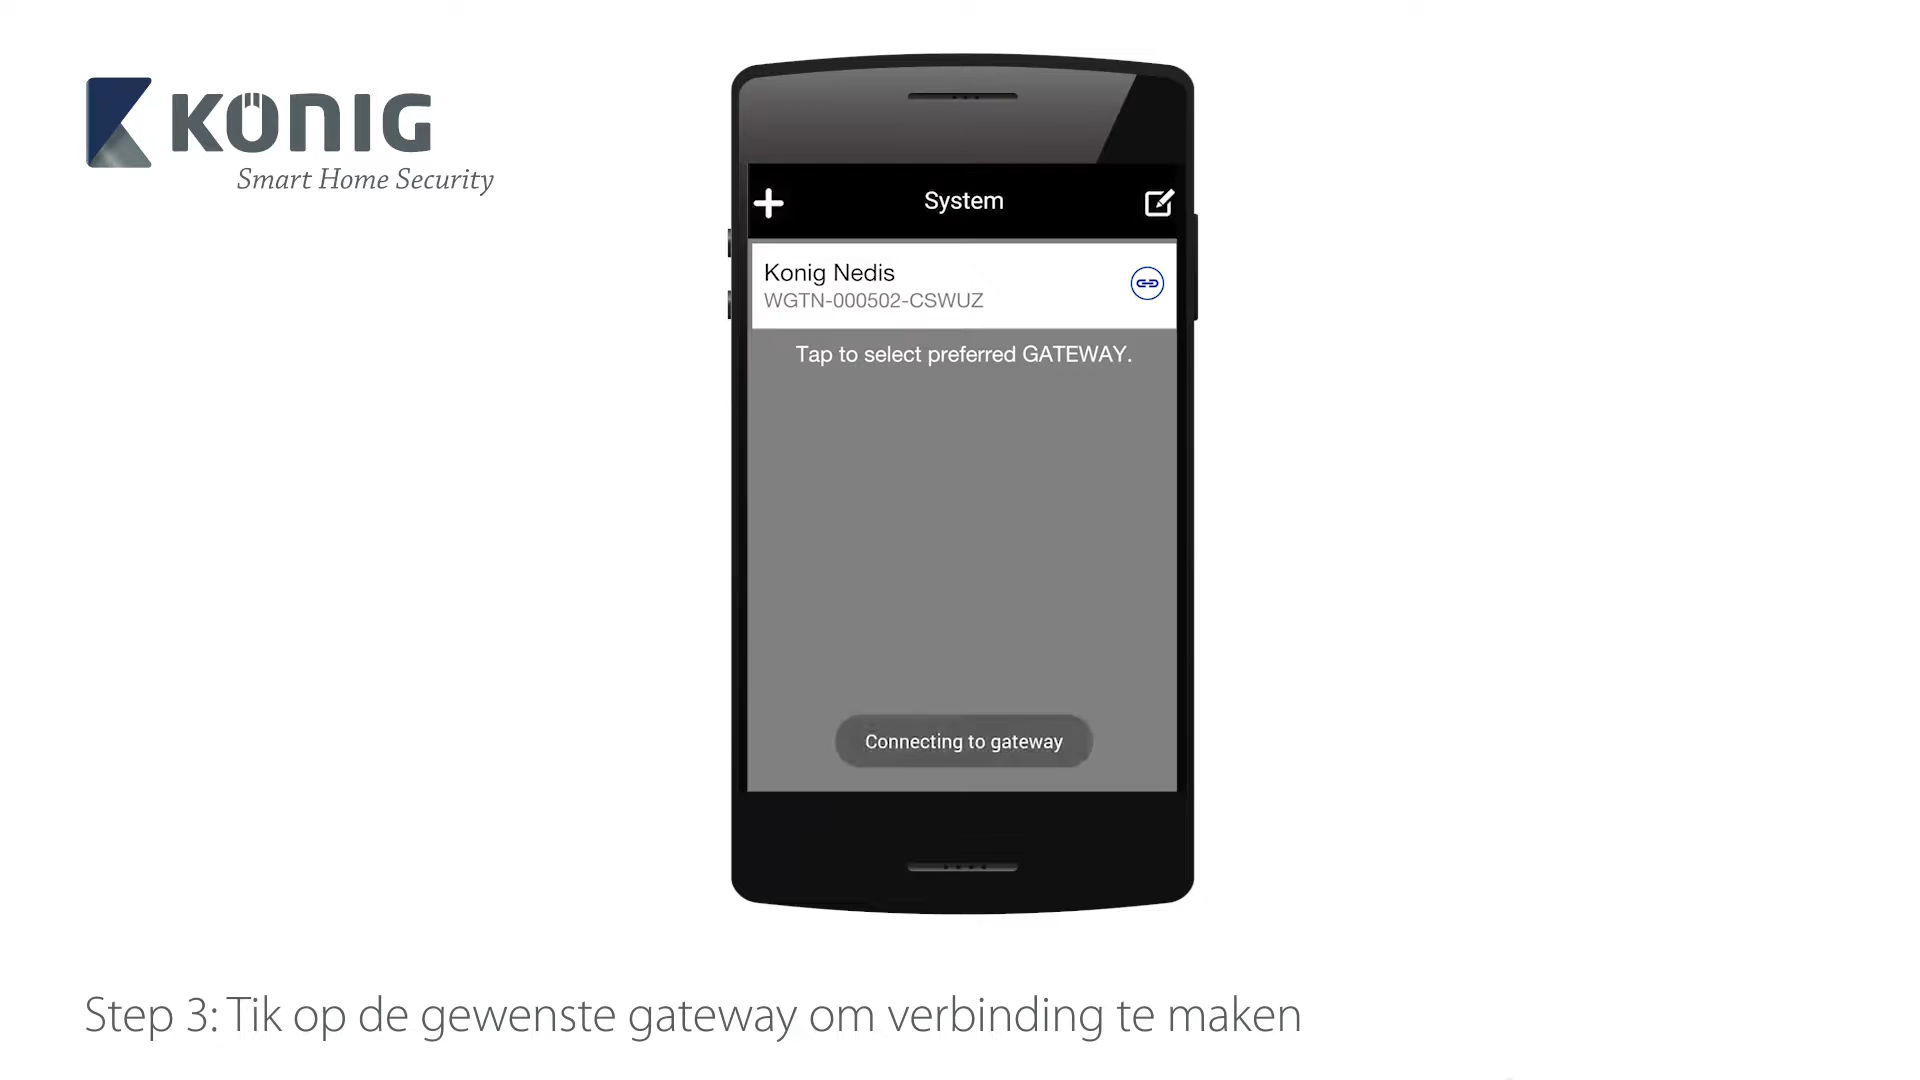 KÖNIG
Smart Home Security
System
Konig Nedis
WGTN-000502-CSWUZ
Tap to select preferred GATEWAY.
Connecting to gateway
Step 3: Tik op de gewenste gateway om verbinding te maken